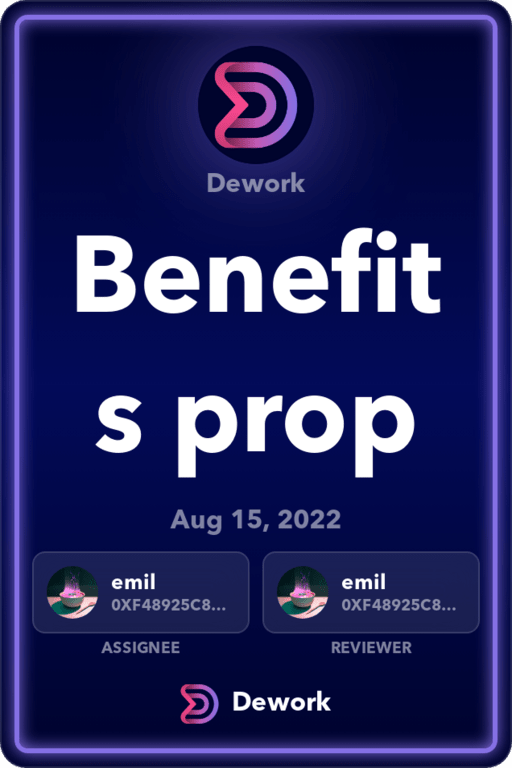 Dework
Benefit
s prop
Aug 15, 2022
emil
0XF48925C8...
emil
0XF48925C8...
ASSIGNEE
REVIEWER
Dework